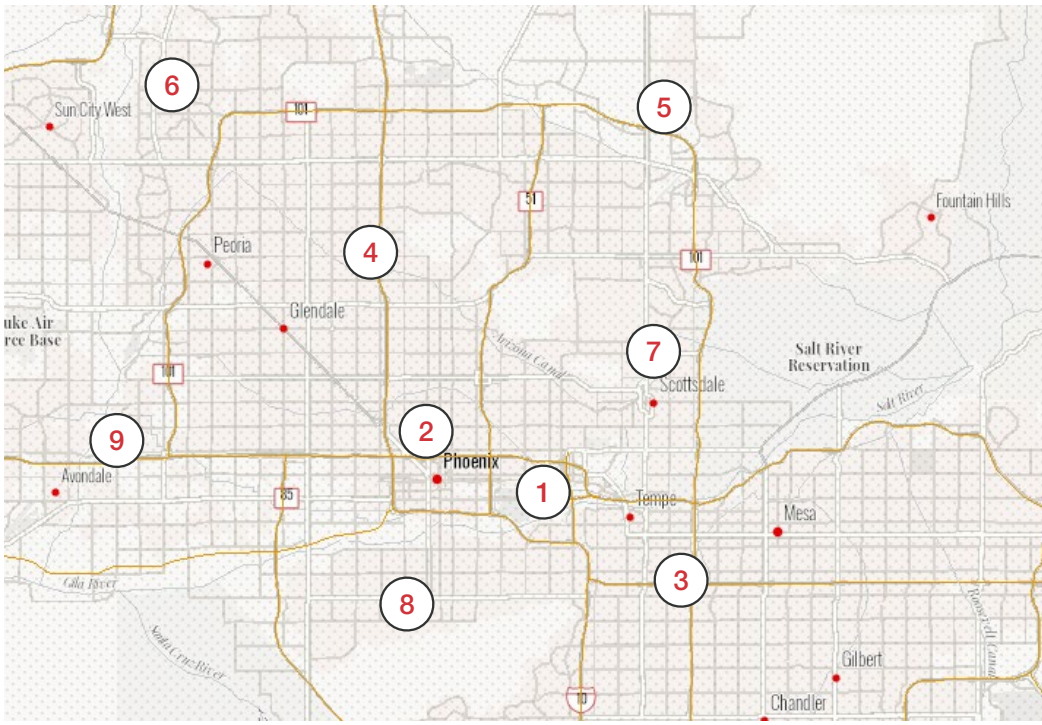 6
5
Sun City West
101
51
Fountain Hills
4
Peoria
101
Glendale
uke Air
rce Base
Arizona Canal
7
Salt River
Reservation
101
Scottsdale
Salt River
9
2
Phoenix
Avondale
85
1
Tempe
Mesa
3
Gila River
8
Roosevelt Canal
Santa Cruz River
Gilbert
10
Chandler